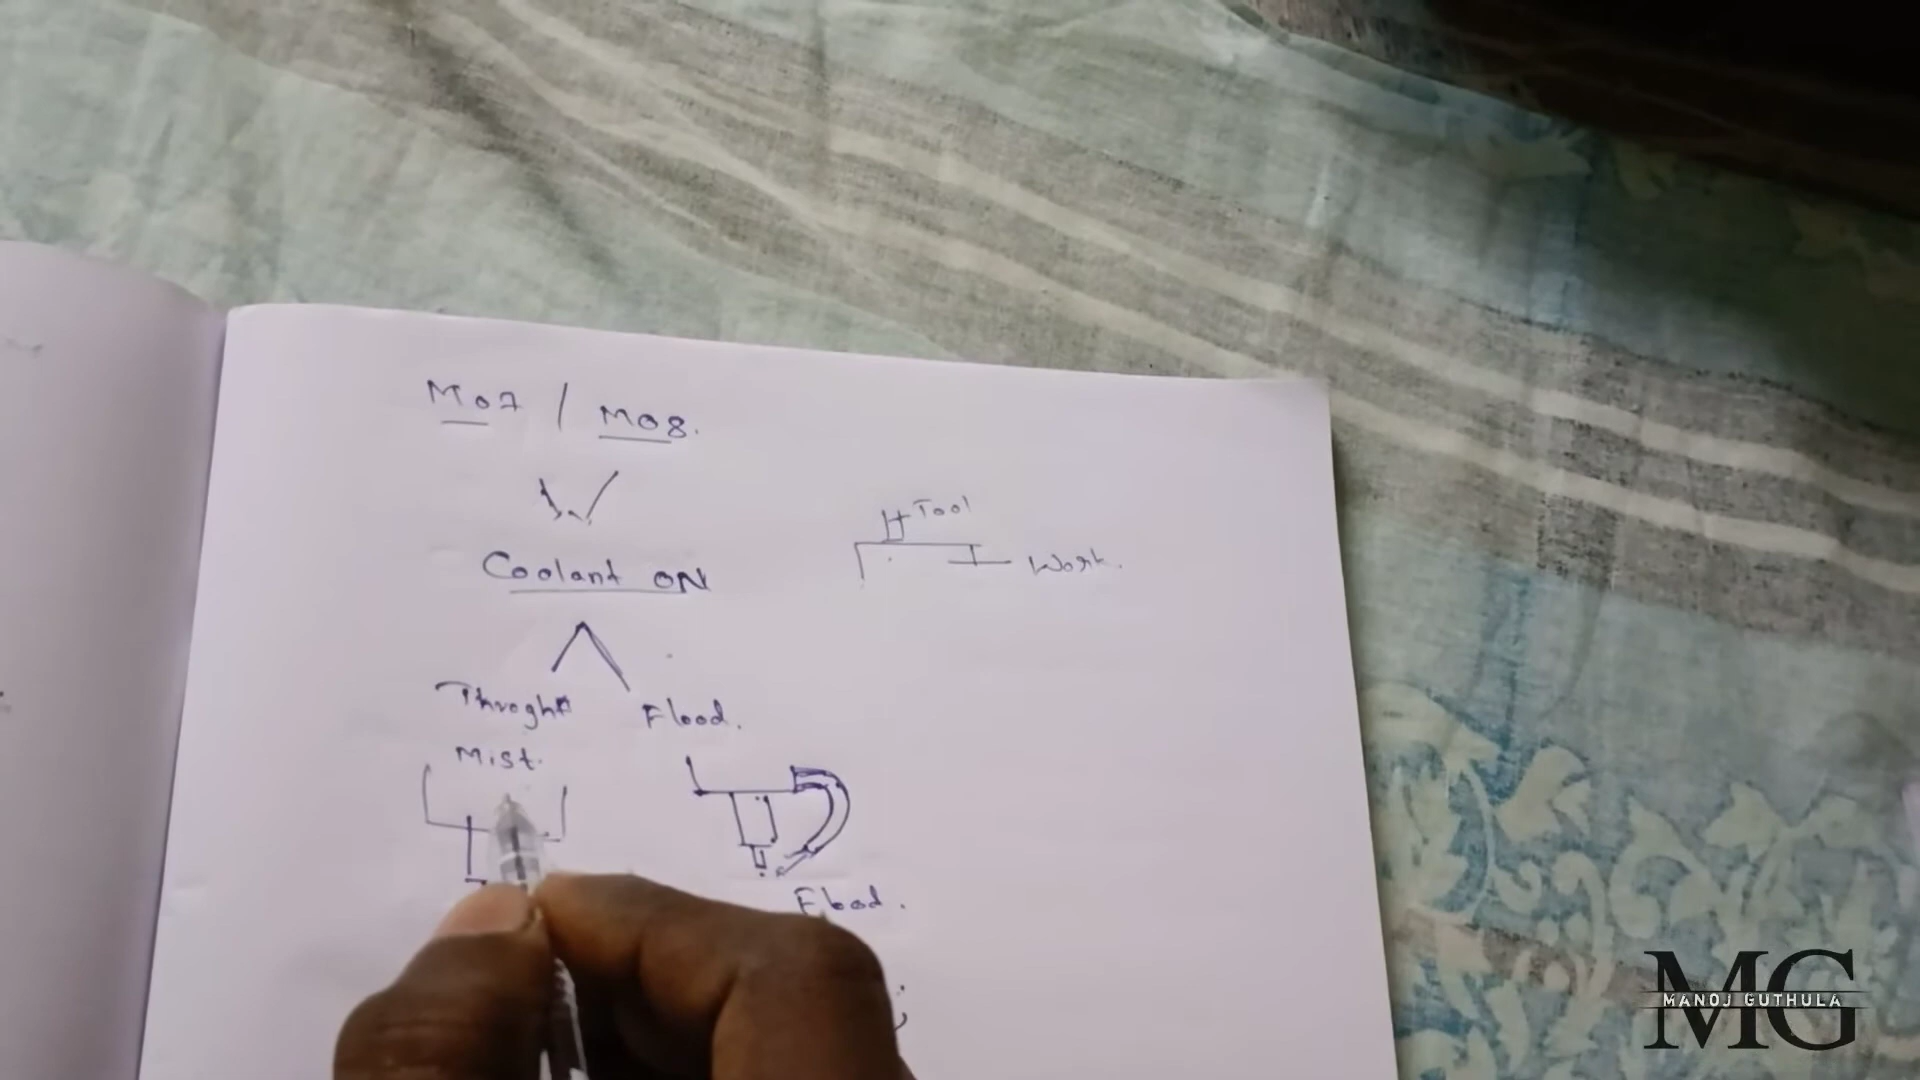 M07 / M08.
Tool
Work.
Coolant ON
Throgh
Flood.
Mist.
Flood.
MG
MANOJ GUTHULA